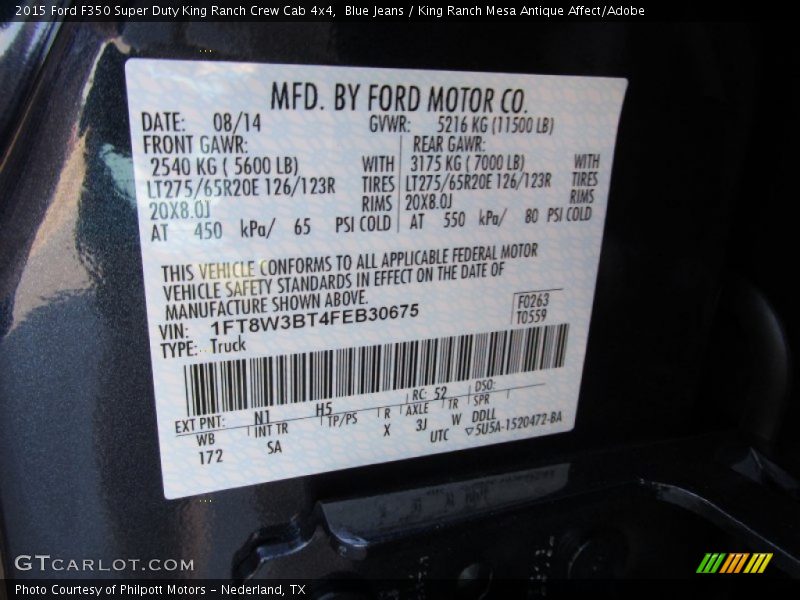 2015 Ford F350 Super Duty King Ranch Crew Cab 4x4,  Blue Jeans / King Ranch Mesa Antique Affect/Adobe
MFD. BY FORD MOTOR CO.
DATE: 08/14 GVWR: 5216 KG (11500 LB)
FRONT GAWR: REAR GAWR:
2540 KG ( 5600 LB) WITH 3175 KG ( 7000 LB) WITH
LT275/65R20E 126/123R TIRES LT275/65R20E 126/123R TIRES
20X8.0J RIMS 20X8.0J RIMS
AT 450 kPa/ 65 PSI COLD AT 550 kPa/ 80 PSI COLD
THIS VEHICLE CONFORMS TO ALL APPLICABLE FEDERAL MOTOR
VEHICLE SAFETY STANDARDS IN EFFECT ON THE DATE OF
MANUFACTURE SHOWN ABOVE.
VIN: 1FT8W3BT4FEB30675 F0263
TYPE: Truck T0559
EXT PNT: N1 H5 RC: 52 DSO:
WB INT TR TP/PS R AXLE TR SPR
172 SA X 3J W DDLL
UTC ▽5U5A-1520472-BA
GTCARLOT.COM
Photo Courtesy of Philpott Motors - Nederland, TX